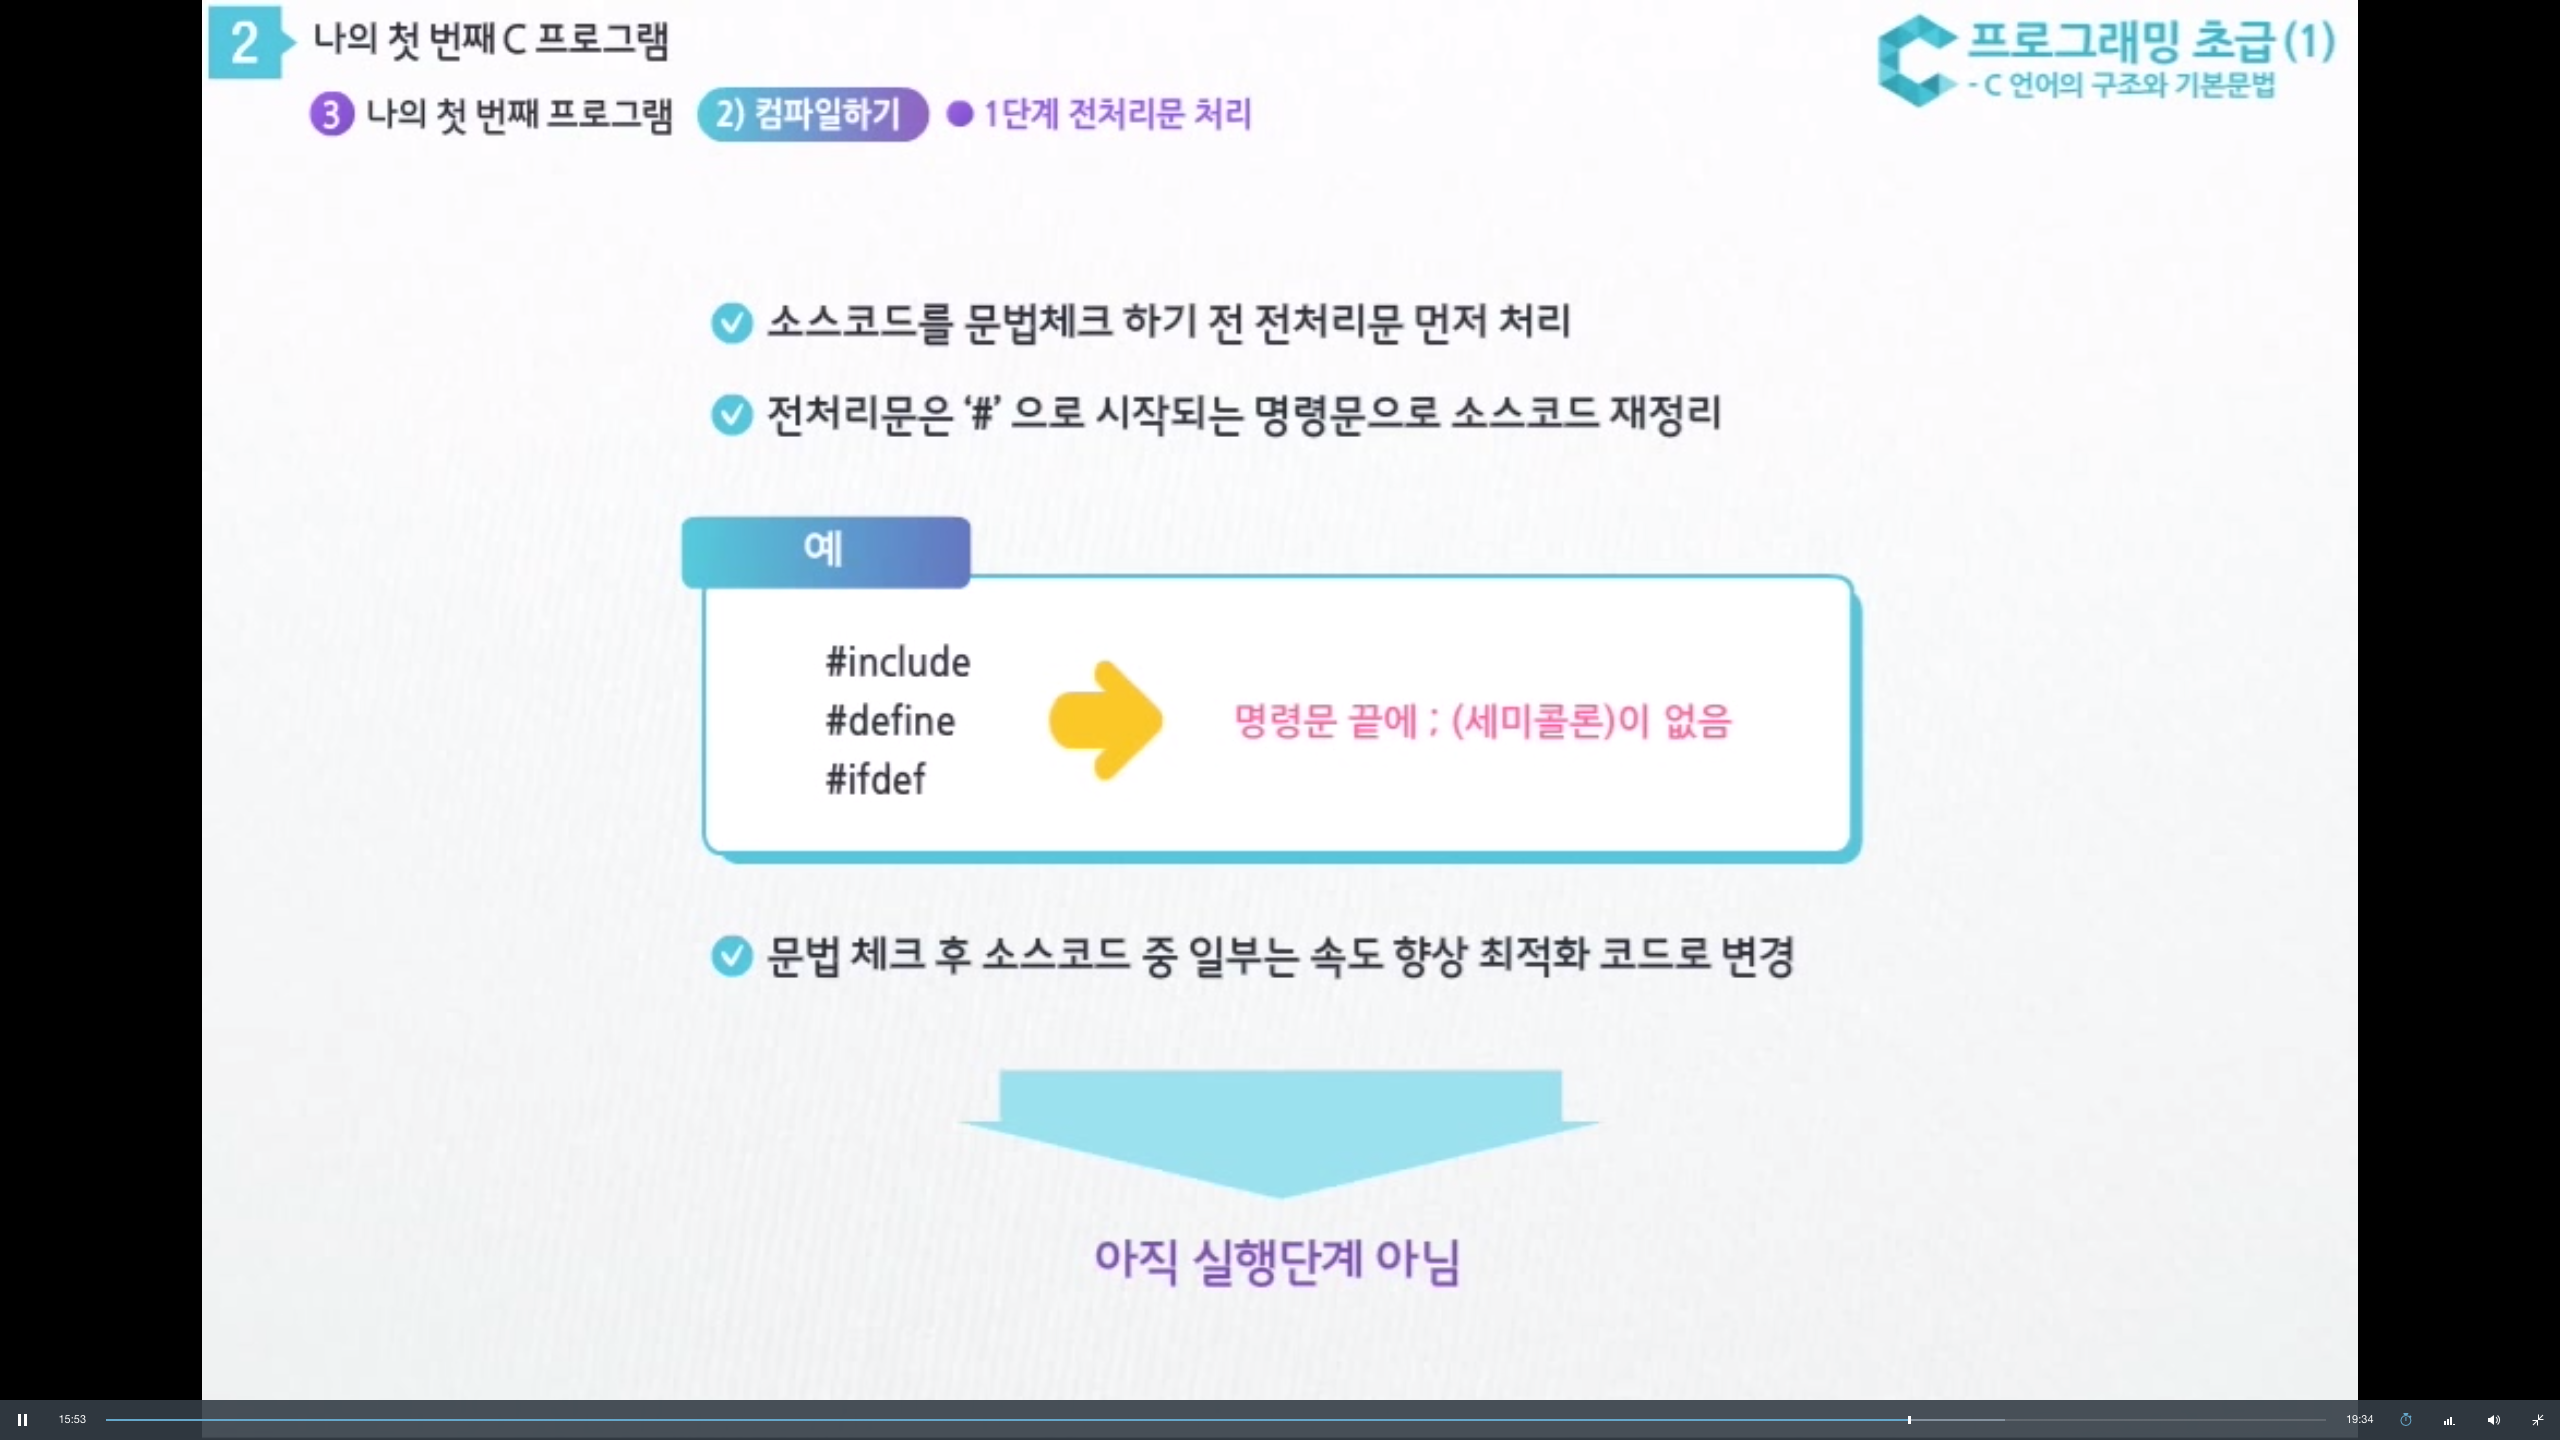 2 나의 첫 번째 C 프로그램
프로그래밍 초급(1)
- C 언어의 구조와 기본문법
3 나의 첫 번째 프로그램 2) 컴파일하기 ● 1단계 전처리문 처리
소스코드를 문법체크 하기 전 전처리문 먼저 처리
전처리문은 ‘#’ 으로 시작되는 명령문으로 소스코드 재정리
예
#include
#define
#ifdef
명령문 끝에 ; (세미콜론)이 없음
문법 체크 후 소스코드 중 일부는 속도 향상 최적화 코드로 변경
아직 실행단계 아님
15:53
19:34